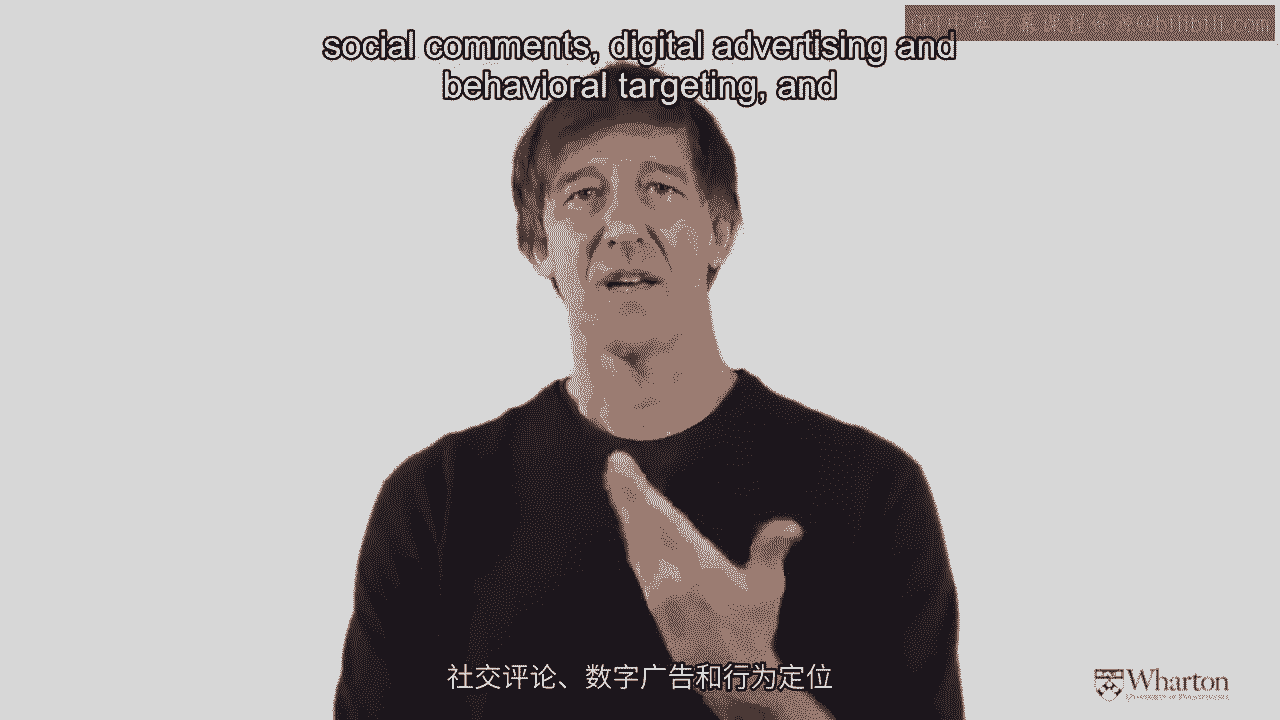 social comments, digital advertising and
behavioral targeting, and
社交评论、数字广告和行为定位
Wharton